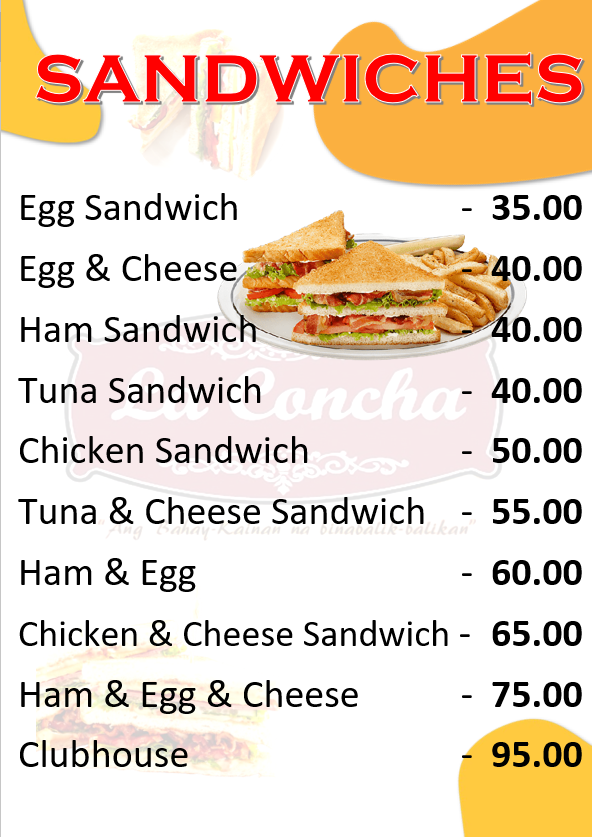 SANDWICHES
Egg Sandwich - 35.00
Egg & Cheese - 40.00
Ham Sandwich - 40.00
Tuna Sandwich - 40.00
La Concha
Chicken Sandwich - 50.00
Tuna & Cheese Sandwich - 55.00
"Ang Bahay-Kainan na binabalik-balikan"
Ham & Egg - 60.00
Chicken & Cheese Sandwich - 65.00
Ham & Egg & Cheese - 75.00
Clubhouse - 95.00